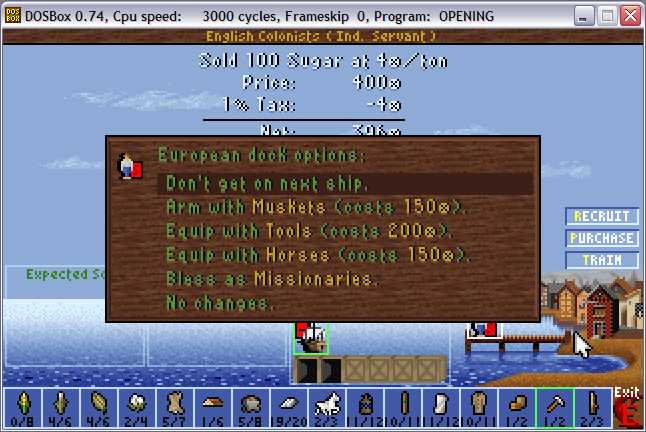 DOSBox 0.74, Cpu speed: 3000 cycles, Frameskip 0, Program: OPENING
English Colonists (Ind. Servant)
Sold 100 Sugar at 4⊗/ton
Price: 400⊗
1% Tax: -4⊗
Net: 396⊗
European dock options:
Don't get on next ship.
Arm with Muskets (costs 150⊗).
Equip with Tools (costs 200⊗).
Equip with Horses (costs 150⊗).
Bless as Missionaries.
No changes.
RECRUIT
PURCHASE
TRAIN
Expected
Exit
E
0/8 4/6 4/6 2/4 5/7 1/6 5/8 19/20 2/3 11/12 10/11 11/12 10/11 1/2 1/2 2/3